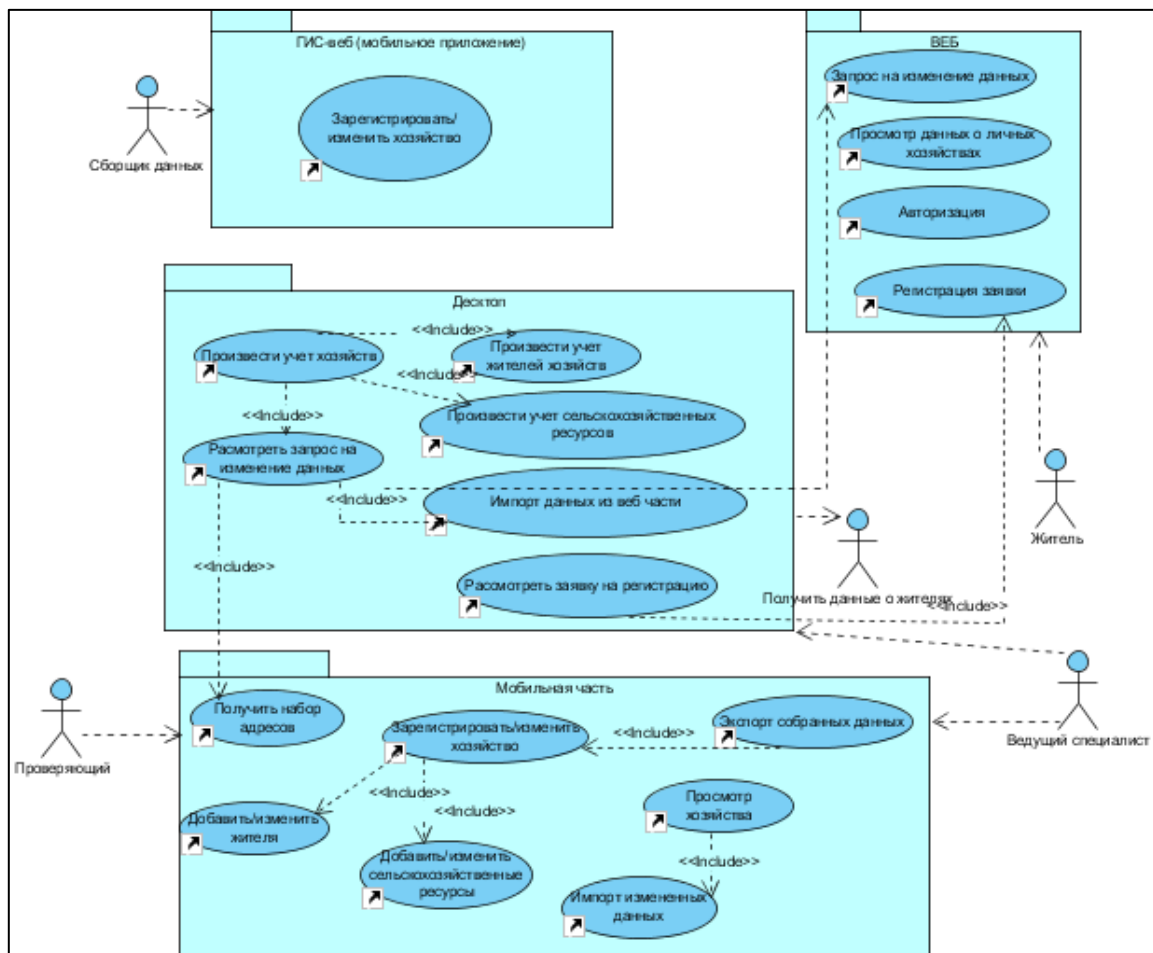 ГИС-веб (мобильное приложение)
Зарегистрировать/
изменить хозяйство
Сборщик данных
ВЕБ
Запрос на изменение данных
Просмотр данных о личных
хозяйствах
Авторизация
Регистрация заявки
Десктоп
<<Include>>
Произвести учет хозяйств
Произвести учет
жителей хозяйств
<<Include>>
<<Include>>
Произвести учет сельскохозяйственных
ресурсов
Расмотреть запрос на
изменение данных
<<Include>>
Импорт данных из веб части
Житель
<<Include>>
Рассмотреть заявку на регистрацию
Получить данные о жителях
<<Include>>
Мобильная часть
Получить набор
адресов
Зарегистрировать/изменить
хозяйство
<<Include>>
Экспорт собранных данных
Ведущий специалист
Проверяющий
<<Include>>
<<Include>>
Просмотр
хозяйства
Добавить/изменить
жителя
Добавить/изменить
сельскохозяйственные
ресурсы
<<Include>>
Импорт измененных
данных